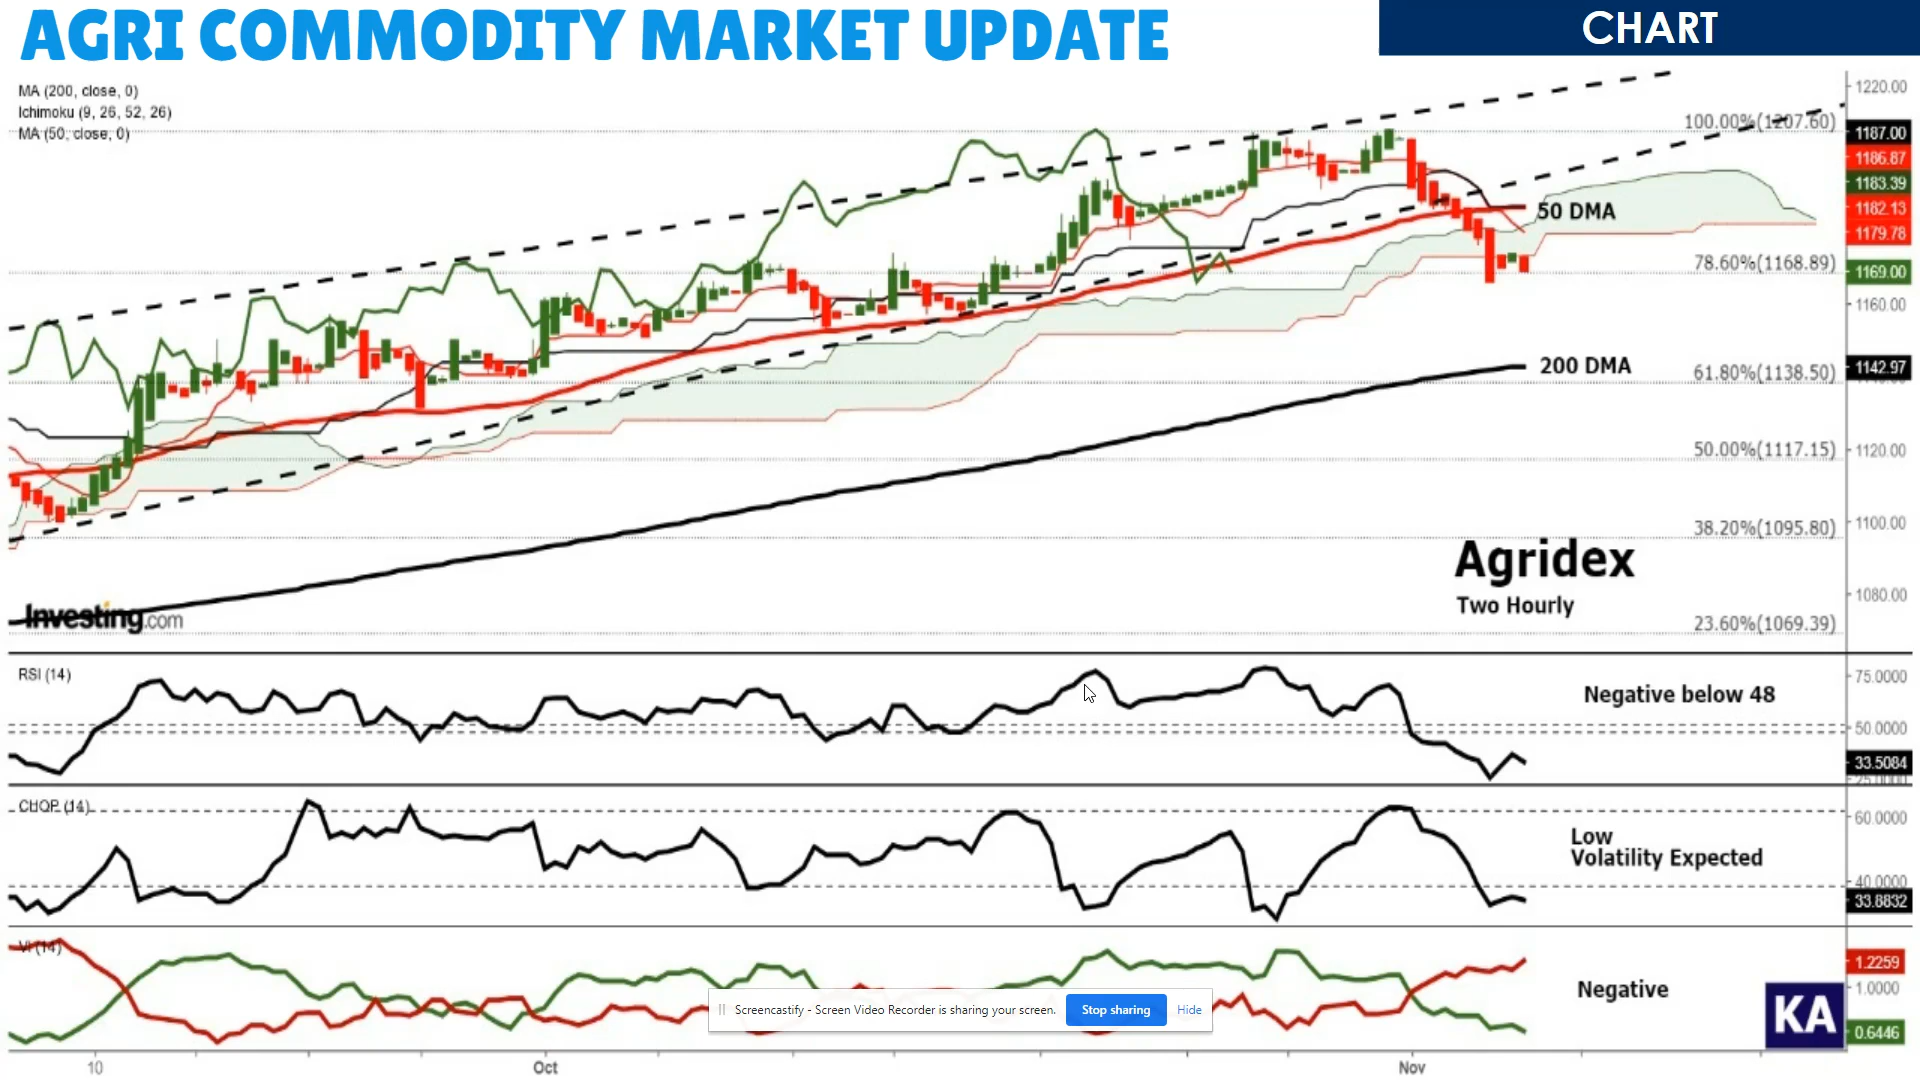 AGRI COMMODITY MARKET UPDATE
CHART
MA (200, close, 0)
Ichimoku (9, 26, 52, 26)
MA (50, close, 0)
1220.00
100.00%(1207.60)
1187.00
1186.87
1183.39
50 DMA
1182.13
1179.78
78.60%(1168.89)
1169.00
1160.00
200 DMA
1142.97
61.80%(1138.50)
50.00%(1117.15)
1120.00
1100.00
38.20%(1095.80)
Agridex
Two Hourly
1080.00
Investing.com
23.60%(1069.39)
RSI (14)
75.0000
Negative below 48
50.0000
33.5084
25.0000
CHOP (14)
60.0000
Low
Volatility Expected
40.0000
33.8832
VI (14)
1.2259
Negative
1.0000
Screencastify - Screen Video Recorder is sharing your screen.
Stop sharing
Hide
KA
0.6446
10
Oct
Nov